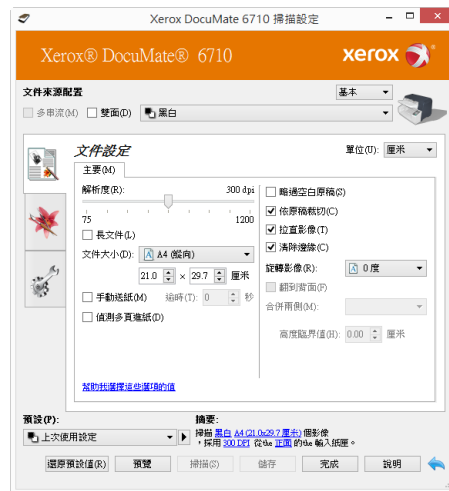 Xerox DocuMate 6710 掃描設定
Xerox® DocuMate® 6710
xerox
文件來源配置
基本
多串流(M) 雙面(D) 黑白
文件設定
單位(U): 厘米
主要(M)
解析度(R): 300 dpi
75 1200
長文件(L)
文件大小(D): A4 (縱向)
21.0 × 29.7 厘米
手動送紙(M) 逾時(T): 0 秒
偵測多頁進紙(D)
略過空白原稿(S)
依原稿裁切(C)
拉直影像(T)
清除邊緣(C)
旋轉影像(R): 0 度
翻到背面(F)
合併兩側(M):
高度臨界值(H): 0.00 厘米
幫助我選擇這些選項的值
預設(P):
上次使用設定
摘要:
掃描 黑白 A4 (21.0x29.7 厘米) 個影像
，採用 300 DPI 從the 正面 的the 輸入紙匣。
還原預設值(R) 預覽 掃描(S) 儲存 完成 說明